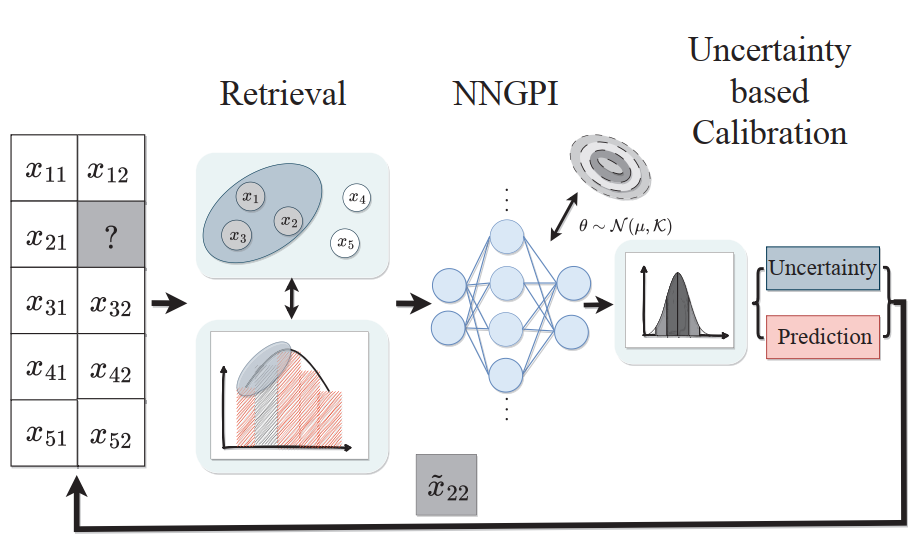 Retrieval
NNGPI
Uncertainty
based
Calibration
x₁₁ x₁₂
x₂₁ ?
x₃₁ x₃₂
x₄₁ x₄₂
x₅₁ x₅₂
x₁
x₂
x₃
x₄
x₅
θ ~ 𝒩(μ, 𝒦)
Uncertainty
Prediction
x̃₂₂